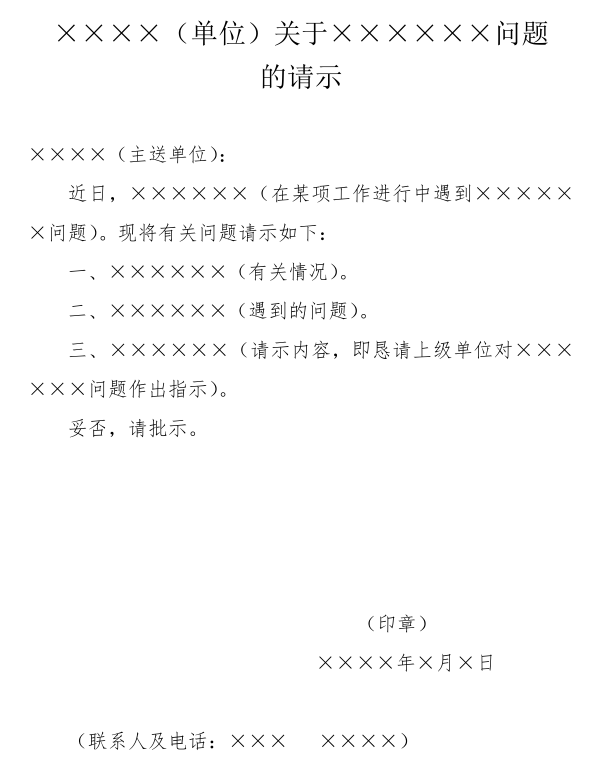 ××××（单位）关于××××××问题
的请示
××××（主送单位）：
近日，××××××（在某项工作进行中遇到×××××
×问题）。现将有关问题请示如下：
一、××××××（有关情况）。
二、××××××（遇到的问题）。
三、××××××（请示内容，即恳请上级单位对×××
×××问题作出指示）。
妥否，请批示。
（印章）
××××年×月×日
（联系人及电话：××× ××××）